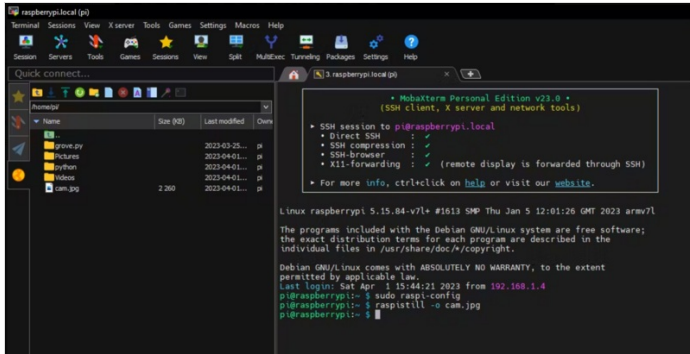 raspberrypi.local (pi)
Terminal Sessions View X server Tools Games Settings Macros Help
Session Servers Tools Games Sessions View Split MultiExec Tunneling Packages Settings Help
Quick connect...
3. raspberrypi.local (pi)
/home/pi/
Name Size (KB) Last modified Owne
..
grove.py 2023-03-25... pi
Pictures 2023-04-01... pi
python 2023-04-01... pi
Videos 2023-04-01... pi
cam.jpg 2 260 2023-04-01... pi
• MobaXterm Personal Edition v23.0 •
(SSH client, X server and network tools)
▸ SSH session to pi@raspberrypi.local
• Direct SSH : ✔
• SSH compression : ✔
• SSH-browser : ✔
• X11-forwarding : ✔ (remote display is forwarded through SSH)
▸ For more info, ctrl+click on help or visit our website.
Linux raspberrypi 5.15.84-v7l+ #1613 SMP Thu Jan 5 12:01:26 GMT 2023 armv7l
The programs included with the Debian GNU/Linux system are free software;
the exact distribution terms for each program are described in the
individual files in /usr/share/doc/*/copyright.
Debian GNU/Linux comes with ABSOLUTELY NO WARRANTY, to the extent
permitted by applicable law.
Last login: Sat Apr 1 15:44:21 2023 from 192.168.1.4
pi@raspberrypi:~ $ sudo raspi-config
pi@raspberrypi:~ $ raspistill -o cam.jpg
pi@raspberrypi:~ $